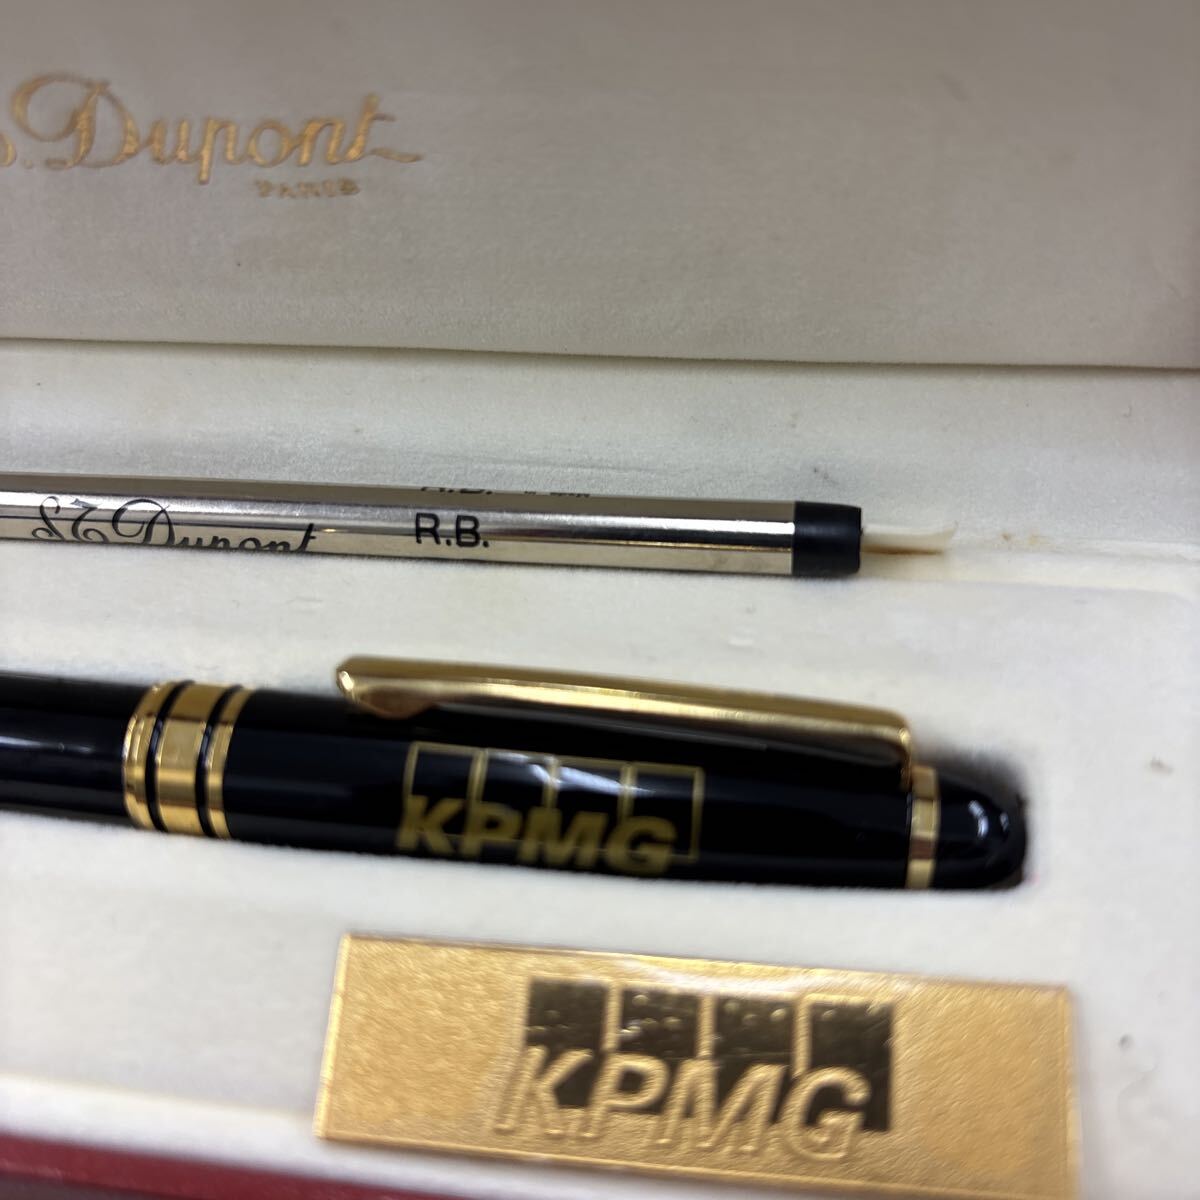 S.Dupont
PARIS
S.T. Dupont R.B.
KPMG
KPMG